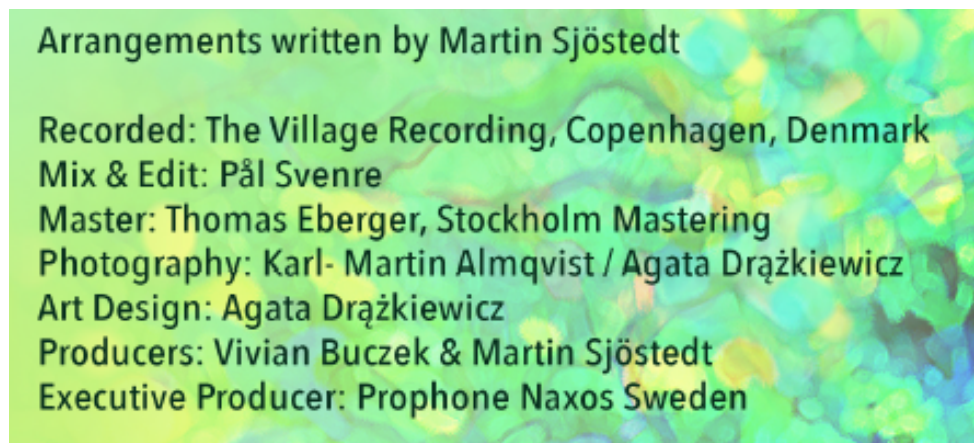 Arrangements written by Martin Sjöstedt
Recorded: The Village Recording, Copenhagen, Denmark
Mix & Edit: Pål Svenre
Master: Thomas Eberger, Stockholm Mastering
Photography: Karl- Martin Almqvist / Agata Drążkiewicz
Art Design: Agata Drążkiewicz
Producers: Vivian Buczek & Martin Sjöstedt
Executive Producer: Prophone Naxos Sweden